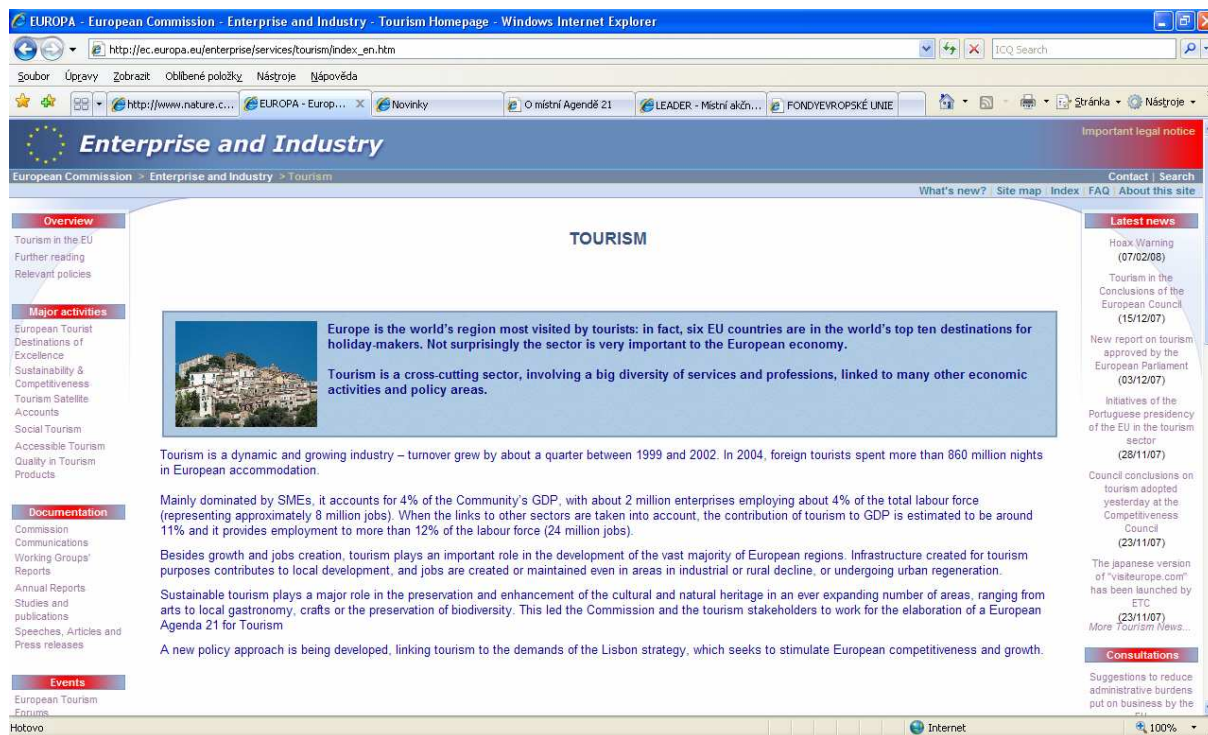 EUROPA - European Commission - Enterprise and Industry - Tourism Homepage - Windows Internet Explorer
http://ec.europa.eu/enterprise/services/tourism/index_en.htm
ICQ Search
Soubor Úpravy Zobrazit Oblíbené položky Nástroje Nápověda
http://www.nature.c... EUROPA - Europ... Novinky O místní Agendě 21 LEADER - Místní akčn... FONDYEVROPSKÉ UNIE Stránka Nástroje
Important legal notice
Enterprise and Industry
European Commission > Enterprise and Industry > Tourism
Contact | Search
What's new? | Site map | Index | FAQ | About this site
Overview
Tourism in the EU
Further reading
Relevant policies
Major activities
European Tourist
Destinations of
Excellence
Sustainability &
Competitiveness
Tourism Satellite
Accounts
Social Tourism
Accessible Tourism
Quality in Tourism
Products
Documentation
Commission
Communications
Working Groups'
Reports
Annual Reports
Studies and
publications
Speeches, Articles and
Press releases
Events
European Tourism
Forums
TOURISM
Europe is the world's region most visited by tourists: in fact, six EU countries are in the world's top ten destinations for
holiday-makers. Not surprisingly the sector is very important to the European economy.
Tourism is a cross-cutting sector, involving a big diversity of services and professions, linked to many other economic
activities and policy areas.
Tourism is a dynamic and growing industry – turnover grew by about a quarter between 1999 and 2002. In 2004, foreign tourists spent more than 860 million nights
in European accommodation.
Mainly dominated by SMEs, it accounts for 4% of the Community's GDP, with about 2 million enterprises employing about 4% of the total labour force
(representing approximately 8 million jobs). When the links to other sectors are taken into account, the contribution of tourism to GDP is estimated to be around
11% and it provides employment to more than 12% of the labour force (24 million jobs).
Besides growth and jobs creation, tourism plays an important role in the development of the vast majority of European regions. Infrastructure created for tourism
purposes contributes to local development, and jobs are created or maintained even in areas in industrial or rural decline, or undergoing urban regeneration.
Sustainable tourism plays a major role in the preservation and enhancement of the cultural and natural heritage in an ever expanding number of areas, ranging from
arts to local gastronomy, crafts or the preservation of biodiversity. This led the Commission and the tourism stakeholders to work for the elaboration of a European
Agenda 21 for Tourism
A new policy approach is being developed, linking tourism to the demands of the Lisbon strategy, which seeks to stimulate European competitiveness and growth.
Latest news
Hoax Warning
(07/02/08)
Tourism in the
Conclusions of the
European Council
(15/12/07)
New report on tourism
approved by the
European Parliament
(03/12/07)
Initiatives of the
Portuguese presidency
of the EU in the tourism
sector
(28/11/07)
Council conclusions on
tourism adopted
yesterday at the
Competitiveness
Council
(23/11/07)
The japanese version
of "visiteurope.com"
has been launched by
ETC
(23/11/07)
More Tourism News...
Consultations
Suggestions to reduce
administrative burdens
put on business by the
Hotovo
Internet
100%